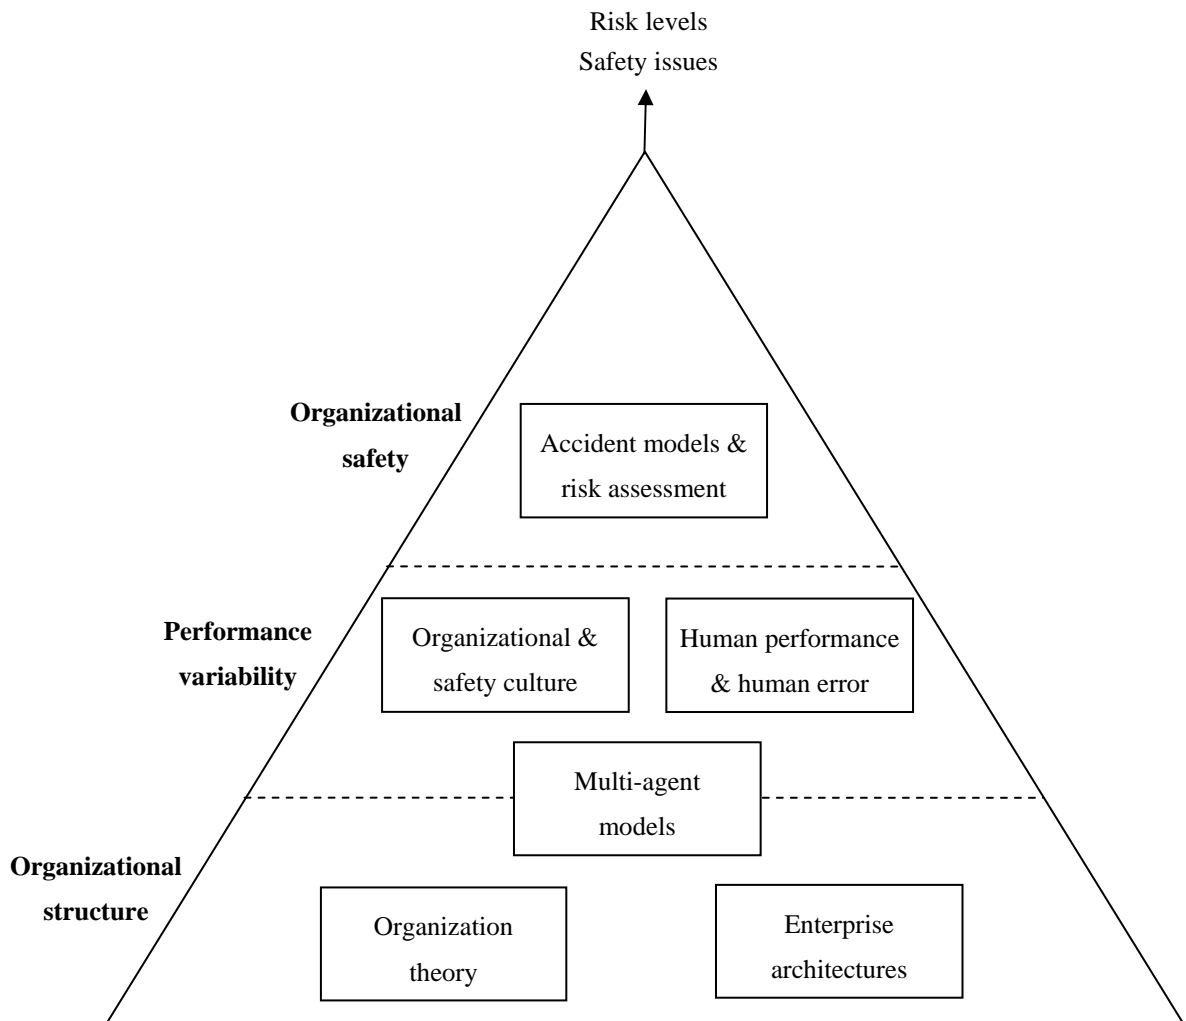 Risk levels
Safety issues
Organizational
safety
Accident models &
risk assessment
Performance
variability
Organizational &
safety culture
Human performance
& human error
Multi-agent
models
Organizational
structure
Organization
theory
Enterprise
architectures